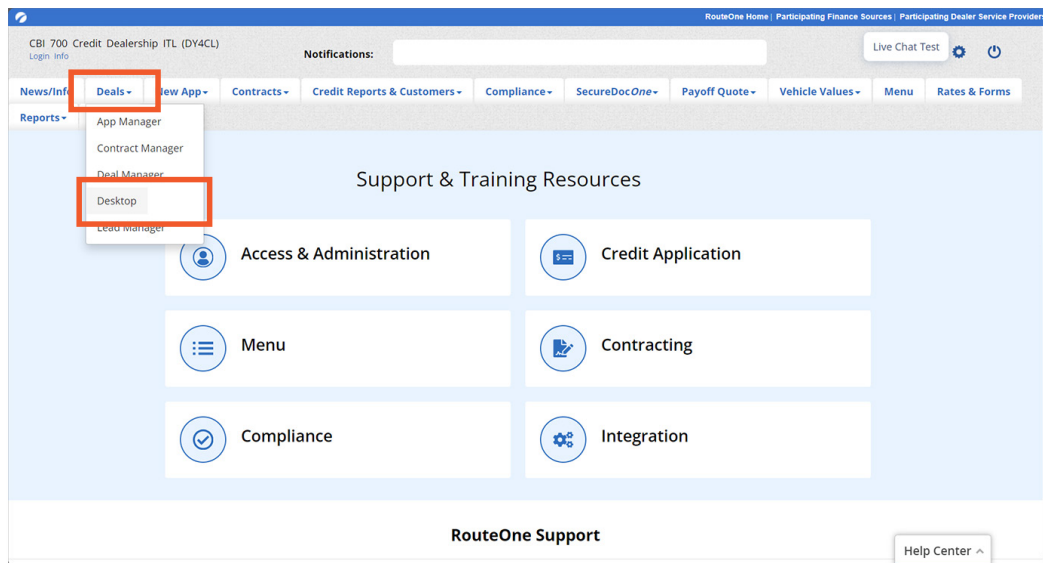 RouteOne Home | Participating Finance Sources | Participating Dealer Service Providers
CBI 700 Credit Dealership ITL (DY4CL)
Login Info
Notifications:
Live Chat Test
News/Inf Deals New App Contracts Credit Reports & Customers Compliance SecureDocOne Payoff Quote Vehicle Values Menu Rates & Forms
Reports
App Manager
Contract Manager
Deal Manager
Desktop
Lead Manager
Support & Training Resources
Access & Administration
Credit Application
Menu
Contracting
Compliance
Integration
RouteOne Support
Help Center